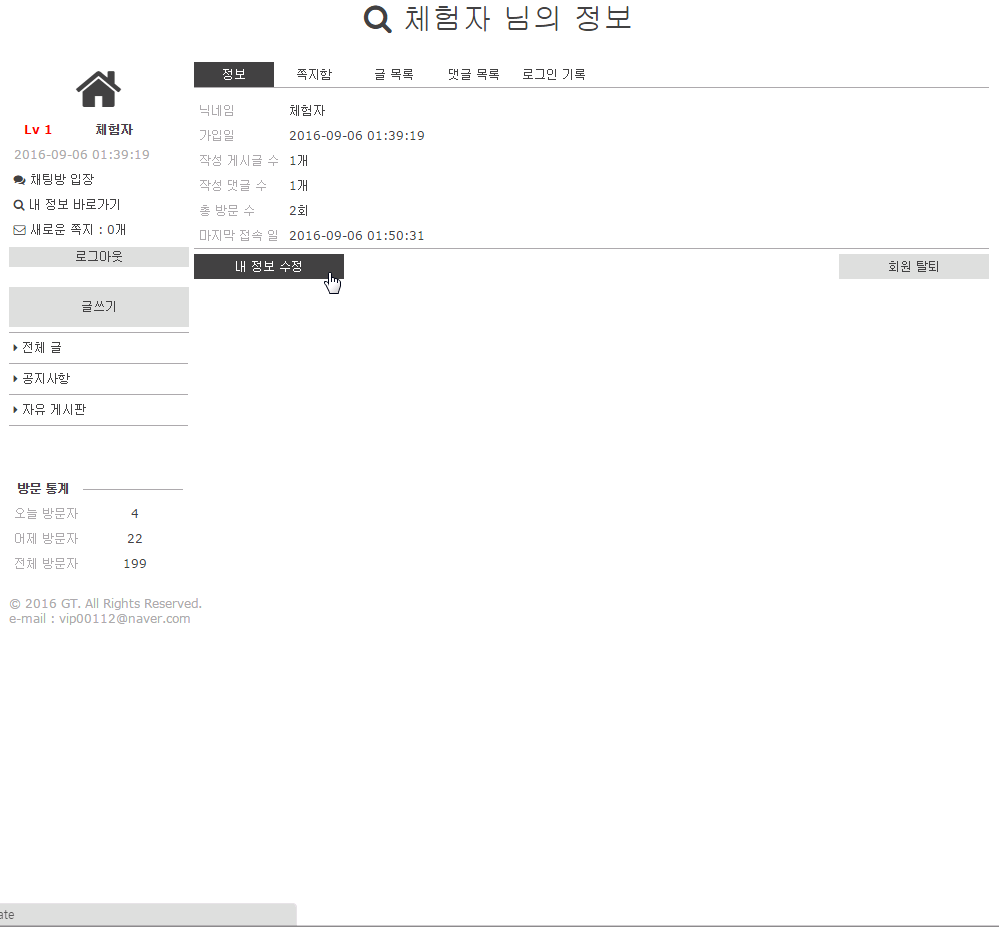 체험자 님의 정보
Lv 1 체험자
2016-09-06 01:39:19
채팅방 입장
내 정보 바로가기
새로운 쪽지 : 0개
로그아웃
글쓰기
전체 글
공지사항
자유 게시판
방문 통계
오늘 방문자 4
어제 방문자 22
전체 방문자 199
© 2016 GT. All Rights Reserved.
e-mail : vip00112@naver.com
정보 쪽지함 글 목록 댓글 목록 로그인 기록
닉네임 체험자
가입일 2016-09-06 01:39:19
작성 게시글 수 1개
작성 댓글 수 1개
총 방문 수 2회
마지막 접속 일 2016-09-06 01:50:31
내 정보 수정 회원 탈퇴